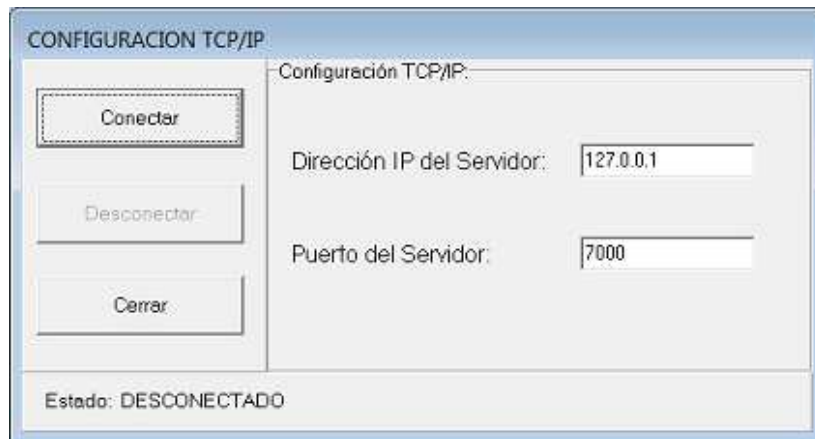 CONFIGURACION TCP/IP
Conectar
Desconectar
Cerrar
Configuración TCP/IP:
Dirección IP del Servidor: 127.0.0.1
Puerto del Servidor: 7000
Estado: DESCONECTADO